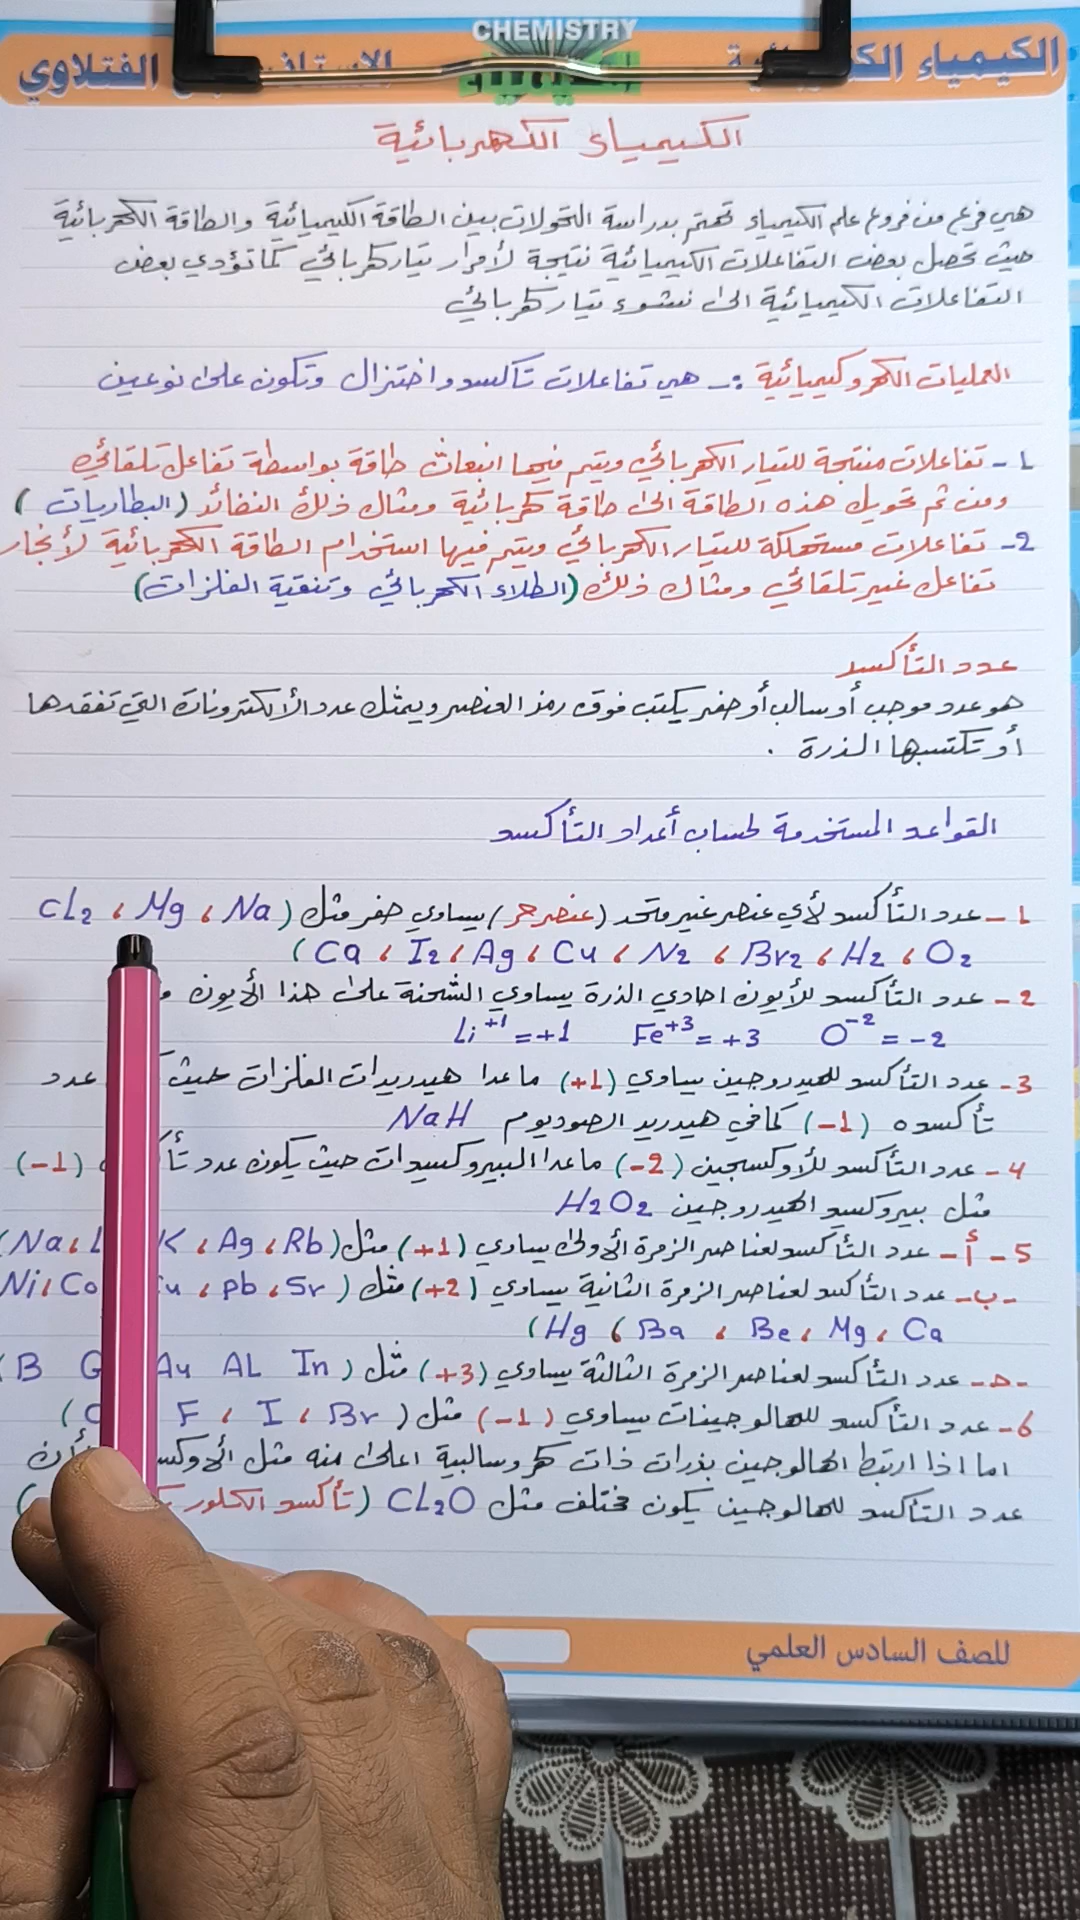 CHEMISTRY
الكيمياء
الفتلاوي
الكيمياء الكهربائية
هي فرع من فروع علم الكيمياء تهتم بدراسة التحولات بين الطاقة الكيميائية والطاقة الكهربائية
حيث تحصل بعض التفاعلات الكيميائية نتيجة لأمرار تيار كهربائي كما تؤدي بعض
التفاعلات الكيميائية الى نشوء تيار كهربائي
العمليات الكهروكيميائية :- هي تفاعلات تأكسد واختزال وتكون على نوعين
1- تفاعلات منتجة للتيار الكهربائي ويتم فيها انبعاث طاقة بواسطة تفاعل تلقائي
ومن ثم تحويل هذه الطاقة الى طاقة كهربائية ومثال ذلك النضائد (البطاريات)
2- تفاعلات مستهلكة للتيار الكهربائي ويتم فيها استخدام الطاقة الكهربائية لأنجاز
تفاعل غير تلقائي ومثال ذلك (الطلاء الكهربائي وتنقية الفلزات)
عدد التأكسد
هو عدد موجب أو سالب أو صفر يكتب فوق رمز العنصر ويمثل عدد الألكترونات التي تفقدها
أو تكتسبها الذرة .
القواعد المستخدمة لحساب أعداد التأكسد
1- عدد التأكسد لأي عنصر غير متحد (عنصر حر) يساوي صفر مثل (Na ، Mg ، CL2
O2 ، H2 ، Br2 ، N2 ، Cu ، Ag ، I2 ، Ca)
2- عدد التأكسد للأيون احادي الذرة يساوي الشحنة على هذا الأيون
O⁻² = -2 Fe⁺³ = +3 Li⁺¹ = +1
3- عدد التأكسد للهيدروجين يساوي (+1) ما عدا هيدريدات الفلزات حيث عدد
تأكسده (-1) كما في هيدريد الصوديوم NaH
4- عدد التأكسد للأوكسجين (-2) ما عدا البيروكسيدات حيث يكون عدد (-1)
مثل بيروكسيد الهيدروجين H2O2
5- أ- عدد التأكسد لعناصر الزمرة الأولى يساوي (+1) مثل (Rb ، Ag ، K Na)
ب- عدد التأكسد لعناصر الزمرة الثانية يساوي (+2) مثل (Sr ، Pb ، Co ، Ni
Ca ، Mg ، Be ، Ba ، Hg)
ح- عدد التأكسد لعناصر الزمرة الثالثة يساوي (+3) مثل (In AL Au B)
6- عدد التأكسد للهالوجينات يساوي (-1) مثل (Br ، I ، F)
اما اذا ارتبط الهالوجين بذرات ذات كهروسالبية اعلى منه مثل
عدد التأكسد للهالوجين يكون مختلف مثل CL2O (تأكسد الكلور
للصف السادس العلمي